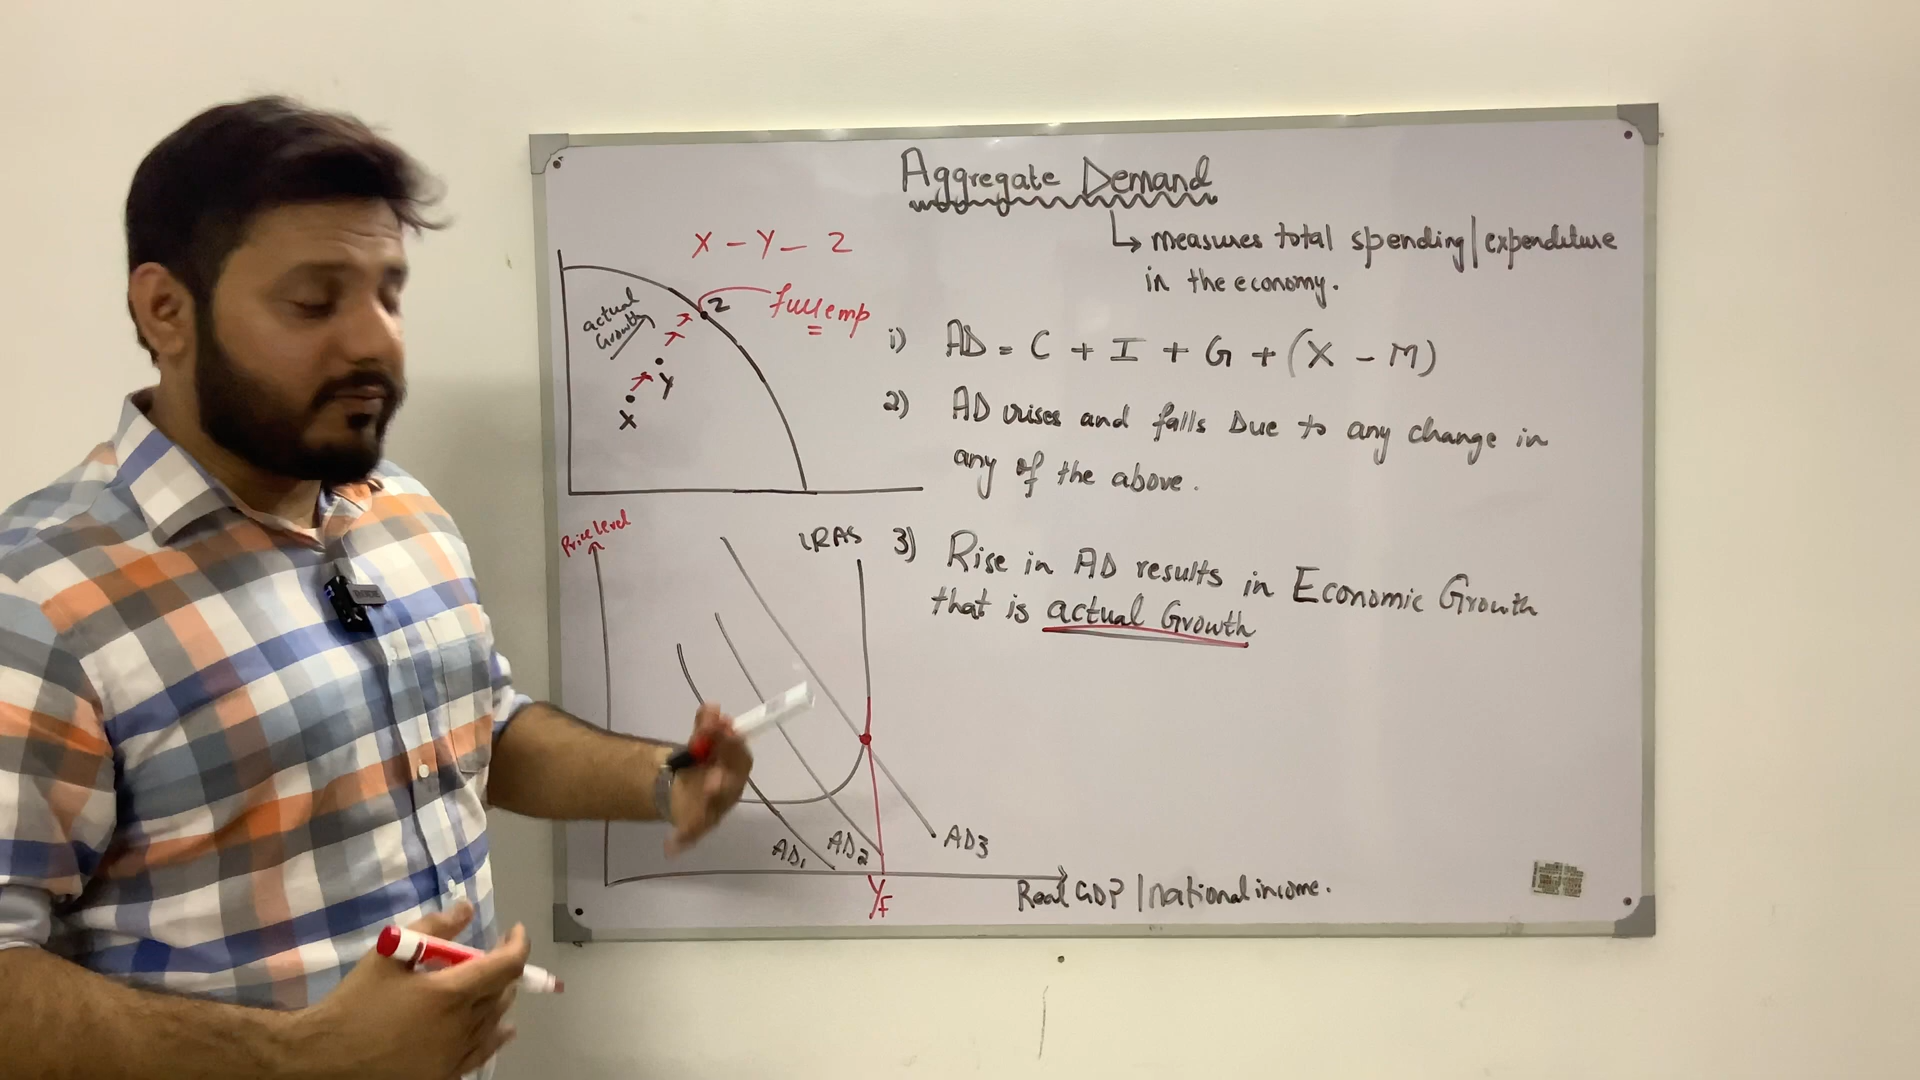 Aggregate Demand
↳ measures total spending/expenditure
in the economy.
X – Y – Z
actual
Growth
Z
full emp
Y
X
i) AD = C + I + G + (X – M)
2) AD rises and falls Due to any change in
any of the above.
3) Rise in AD results in Economic Growth
that is actual Growth
Price level
LRAS
AD1
AD2
AD3
YF
Real GDP / national income.